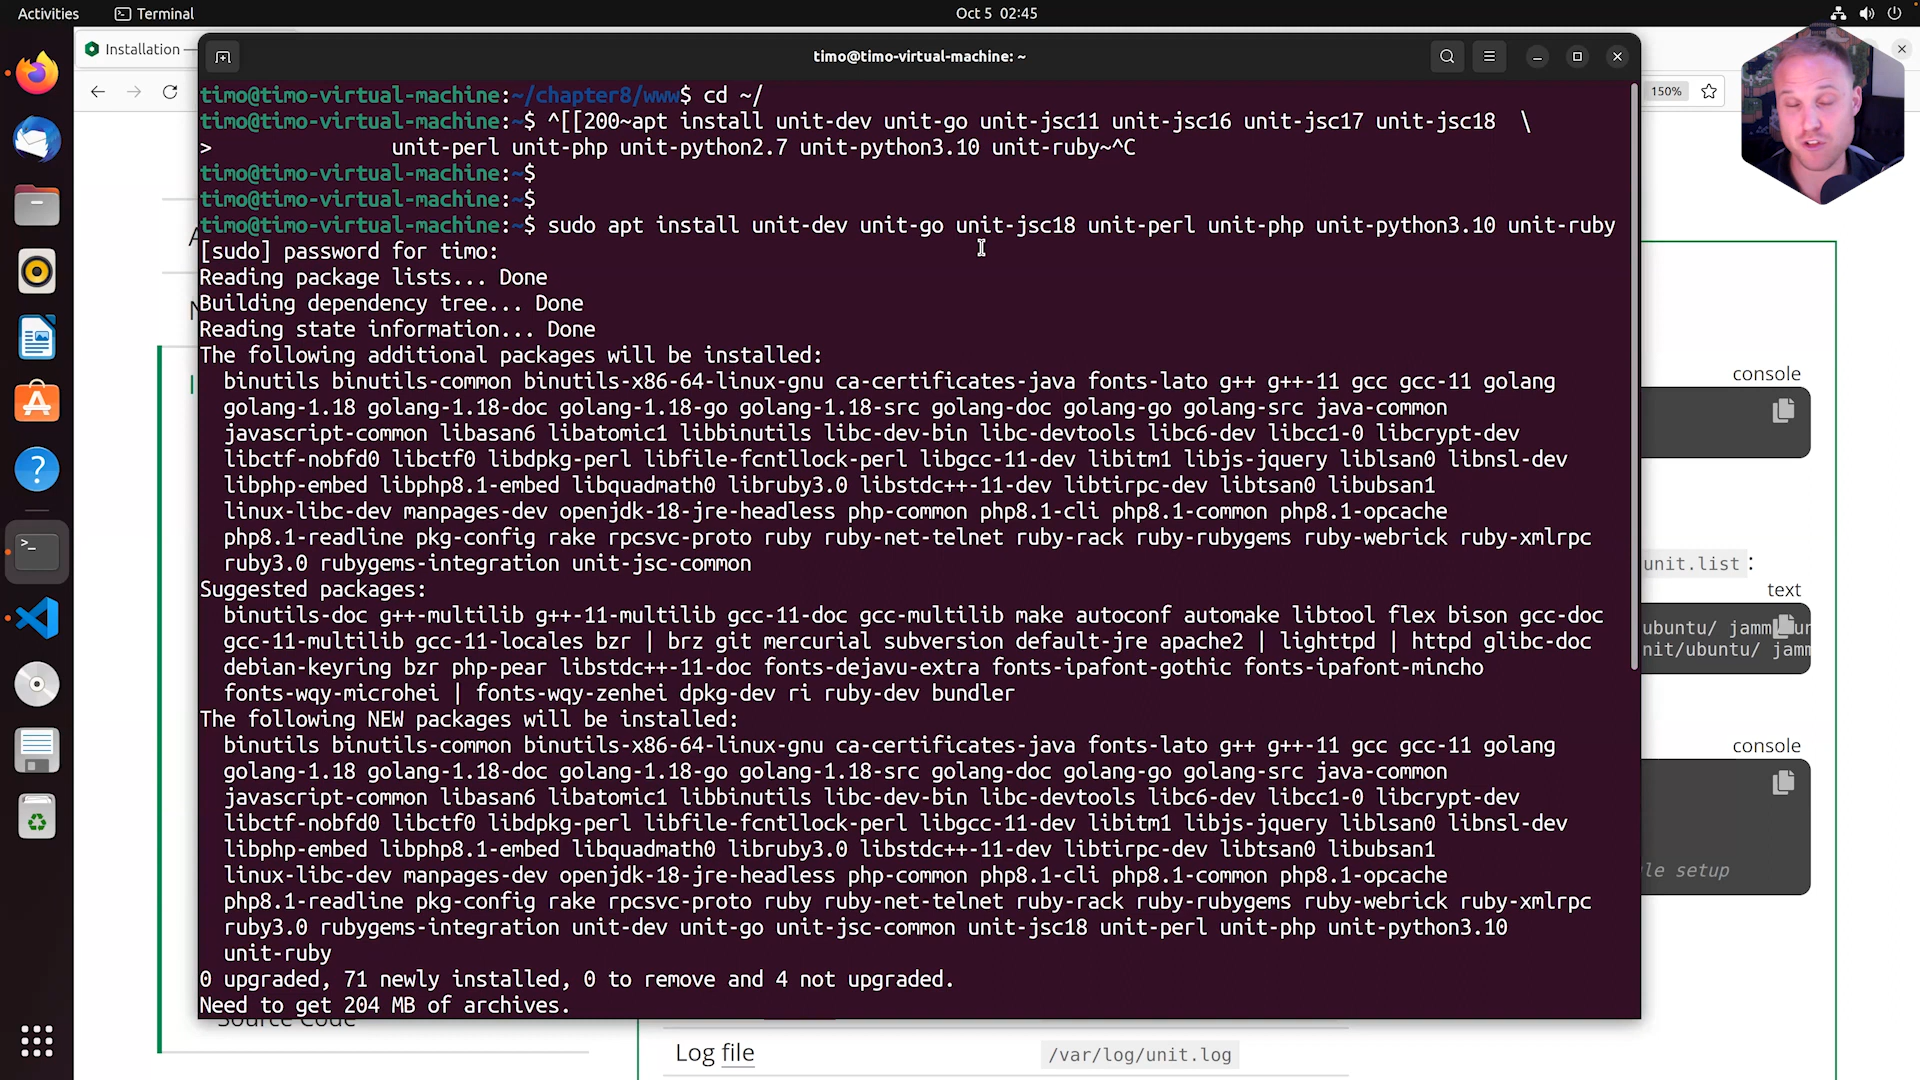 Activities
Terminal
Oct 5 02:45
Installation —
timo@timo-virtual-machine: ~
150%
timo@timo-virtual-machine:~/chapter8/www$ cd ~/
timo@timo-virtual-machine:~$ ^[[200~apt install unit-dev unit-go unit-jsc11 unit-jsc16 unit-jsc17 unit-jsc18 \
> unit-perl unit-php unit-python2.7 unit-python3.10 unit-ruby~^C
timo@timo-virtual-machine:~$
timo@timo-virtual-machine:~$
timo@timo-virtual-machine:~$ sudo apt install unit-dev unit-go unit-jsc18 unit-perl unit-php unit-python3.10 unit-ruby
[sudo] password for timo:
Reading package lists... Done
Building dependency tree... Done
Reading state information... Done
The following additional packages will be installed:
binutils binutils-common binutils-x86-64-linux-gnu ca-certificates-java fonts-lato g++ g++-11 gcc gcc-11 golang
golang-1.18 golang-1.18-doc golang-1.18-go golang-1.18-src golang-doc golang-go golang-src java-common
javascript-common libasan6 libatomic1 libbinutils libc-dev-bin libc-devtools libc6-dev libcc1-0 libcrypt-dev
libctf-nobfd0 libctf0 libdpkg-perl libfile-fcntllock-perl libgcc-11-dev libitm1 libjs-jquery liblsan0 libnsl-dev
libphp-embed libphp8.1-embed libquadmath0 libruby3.0 libstdc++-11-dev libtirpc-dev libtsan0 libubsan1
linux-libc-dev manpages-dev openjdk-18-jre-headless php-common php8.1-cli php8.1-common php8.1-opcache
php8.1-readline pkg-config rake rpcsvc-proto ruby ruby-net-telnet ruby-rack ruby-rubygems ruby-webrick ruby-xmlrpc
ruby3.0 rubygems-integration unit-jsc-common
Suggested packages:
binutils-doc g++-multilib g++-11-multilib gcc-11-doc gcc-multilib make autoconf automake libtool flex bison gcc-doc
gcc-11-multilib gcc-11-locales bzr | brz git mercurial subversion default-jre apache2 | lighttpd | httpd glibc-doc
debian-keyring bzr php-pear libstdc++-11-doc fonts-dejavu-extra fonts-ipafont-gothic fonts-ipafont-mincho
fonts-wqy-microhei | fonts-wqy-zenhei dpkg-dev ri ruby-dev bundler
The following NEW packages will be installed:
binutils binutils-common binutils-x86-64-linux-gnu ca-certificates-java fonts-lato g++ g++-11 gcc gcc-11 golang
golang-1.18 golang-1.18-doc golang-1.18-go golang-1.18-src golang-doc golang-go golang-src java-common
javascript-common libasan6 libatomic1 libbinutils libc-dev-bin libc-devtools libc6-dev libcc1-0 libcrypt-dev
libctf-nobfd0 libctf0 libdpkg-perl libfile-fcntllock-perl libgcc-11-dev libitm1 libjs-jquery liblsan0 libnsl-dev
libphp-embed libphp8.1-embed libquadmath0 libruby3.0 libstdc++-11-dev libtirpc-dev libtsan0 libubsan1
linux-libc-dev manpages-dev openjdk-18-jre-headless php-common php8.1-cli php8.1-common php8.1-opcache
php8.1-readline pkg-config rake rpcsvc-proto ruby ruby-net-telnet ruby-rack ruby-rubygems ruby-webrick ruby-xmlrpc
ruby3.0 rubygems-integration unit-dev unit-go unit-jsc-common unit-jsc18 unit-perl unit-php unit-python3.10
unit-ruby
0 upgraded, 71 newly installed, 0 to remove and 4 not upgraded.
Need to get 204 MB of archives.
console
unit.list :
text
ubuntu/ jammy un
nit/ubuntu/ jamm
console
le setup
Source Code
Log file
/var/log/unit.log